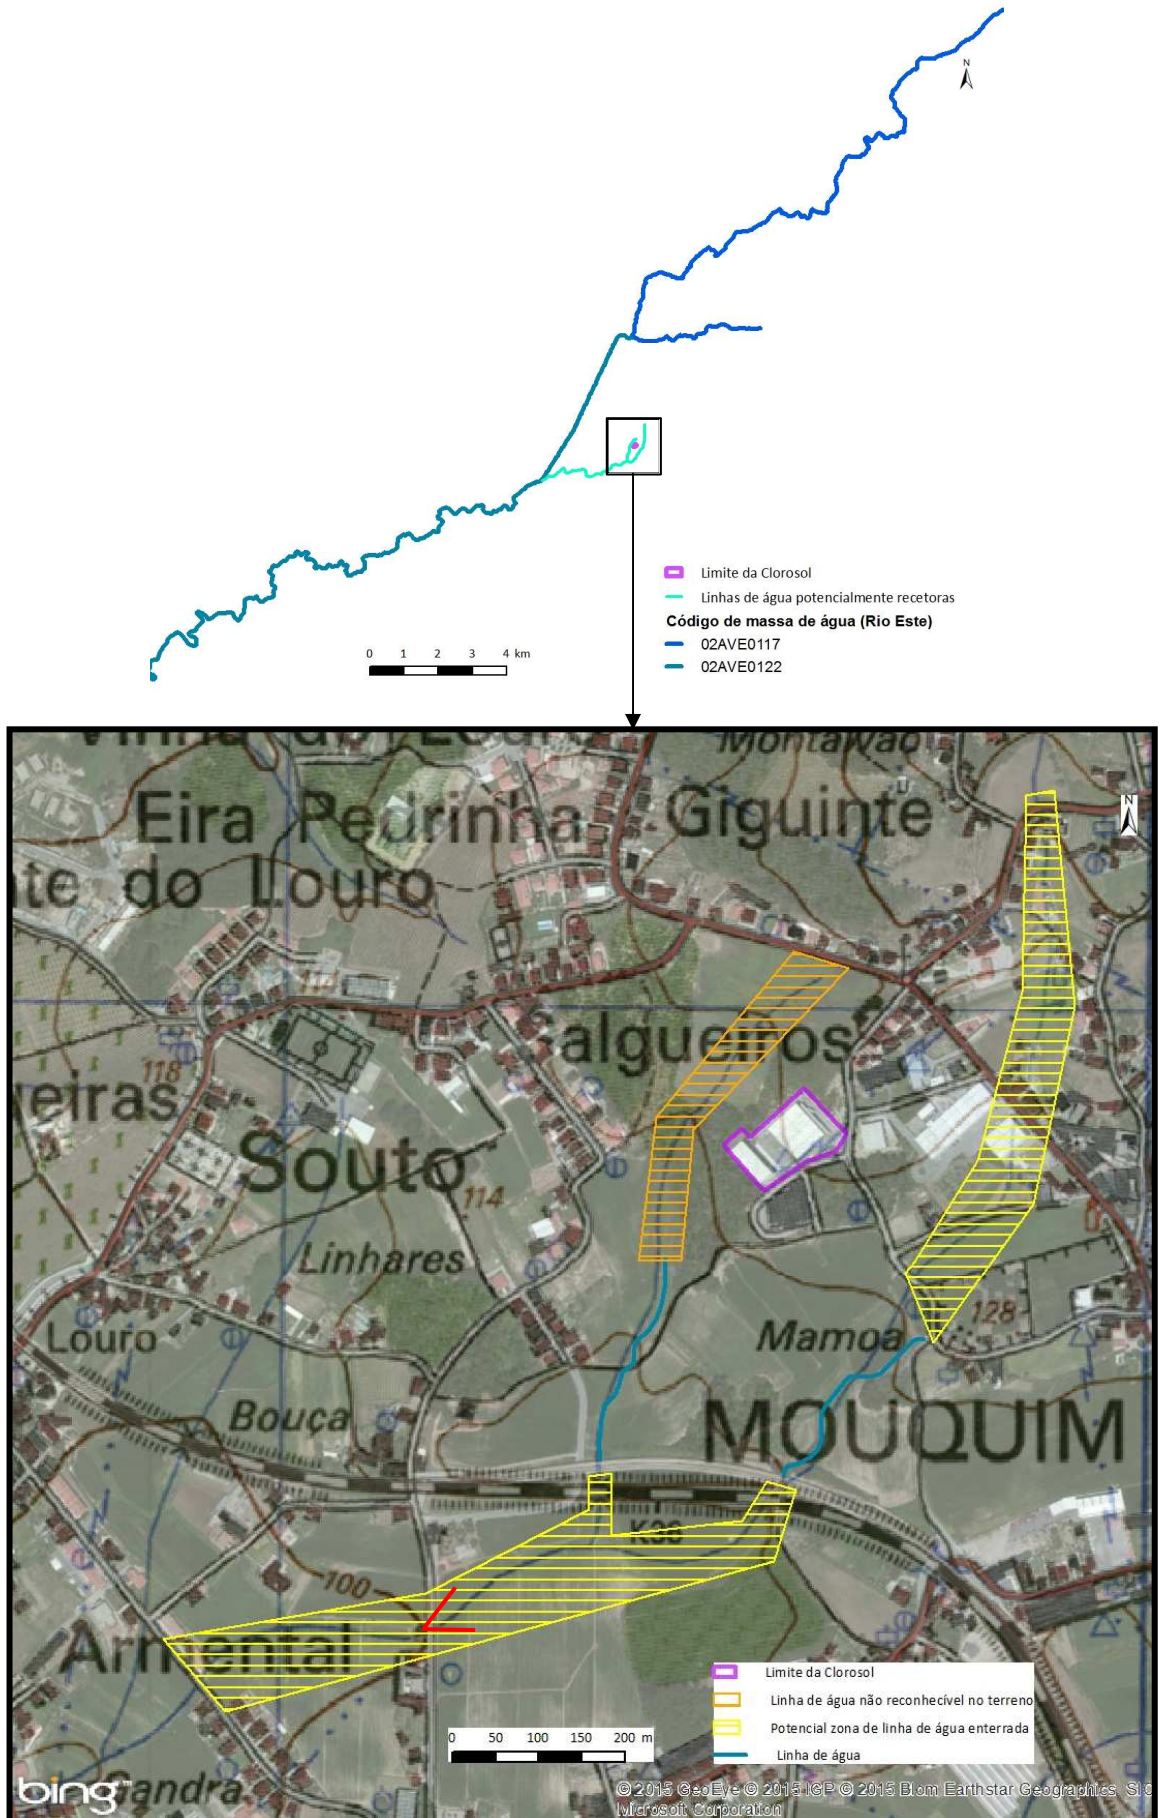 N
Limite da Clorosol
Linhas de água potencialmente recetoras
Código de massa de água (Rio Este)
02AVE0117
02AVE0122
0 1 2 3 4 km
Montalvão
Eira Pedrinha
Giguinte
N
te do Louro
Salgueiros
118
eiras
Souto
114
Linhares
128
Louro
Mamoa
Bouça
MOUQUIM
100
Armental
Limite da Clorosol
Linha de água não reconhecível no terreno
Potencial zona de linha de água enterrada
Linha de água
0 50 100 150 200 m
bing™
Gandra
© 2015 GeoEye © 2015 IGP © 2015 Blom Earthstar Geographics SIO
Microsoft Corporation